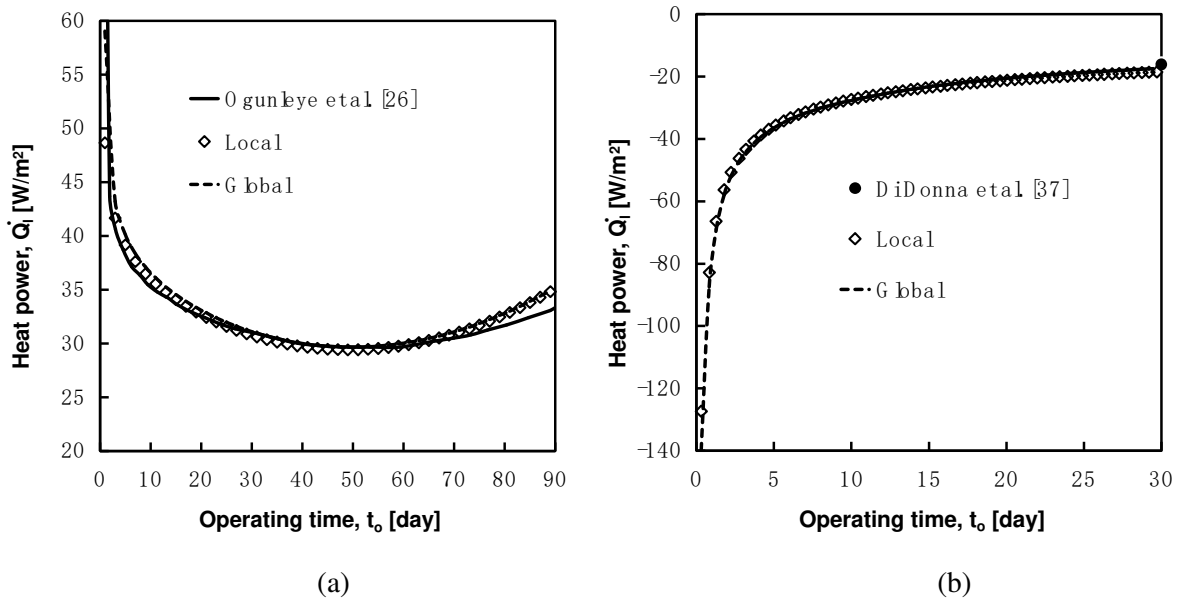 60
55
50
45
40
35
30
25
20
0 10 20 30 40 50 60 70 80 90
Heat power, Q̇ₗ [W/m²]
Operating time, tₒ [day]
Ogunleye et al. [26]
Local
Global
(a)
0
-20
-40
-60
-80
-100
-120
-140
0 5 10 15 20 25 30
Heat power, Q̇ₗ [W/m²]
Operating time, tₒ [day]
Di Donna et al. [37]
Local
Global
(b)